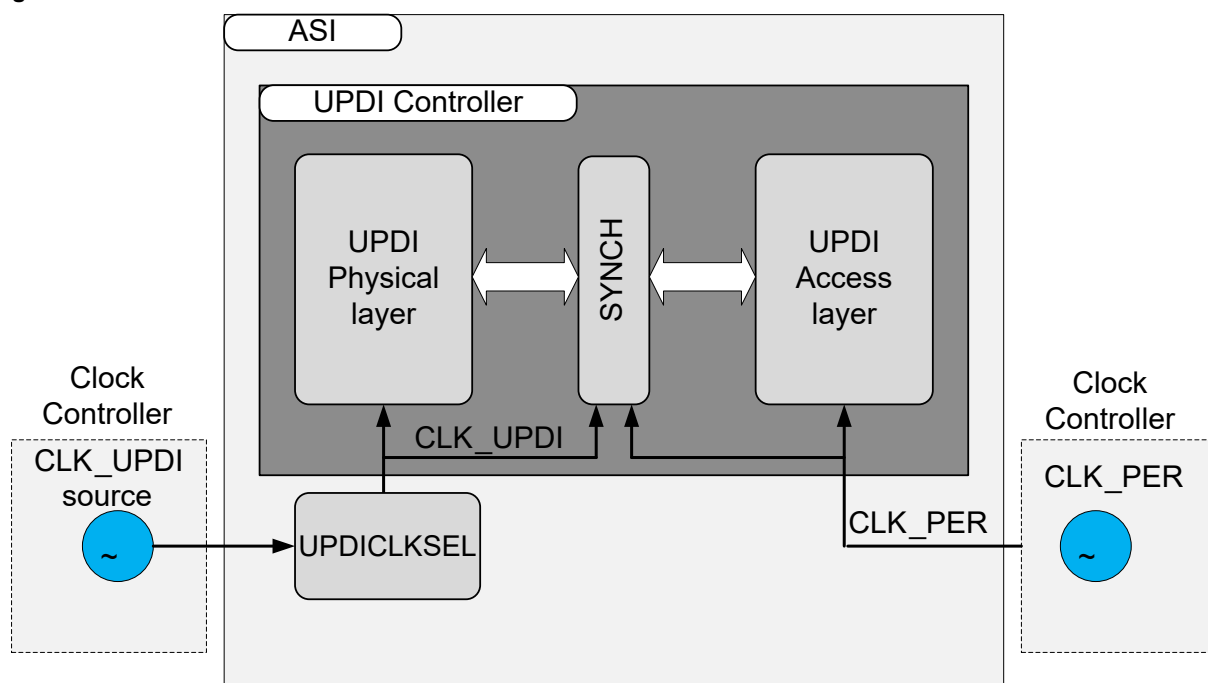 ASI
UPDI Controller
UPDI
Physical
layer
SYNCH
UPDI
Access
layer
Clock
Controller
CLK_UPDI
source
~
CLK_UPDI
UPDICLKSEL
CLK_PER
Clock
Controller
CLK_PER
~